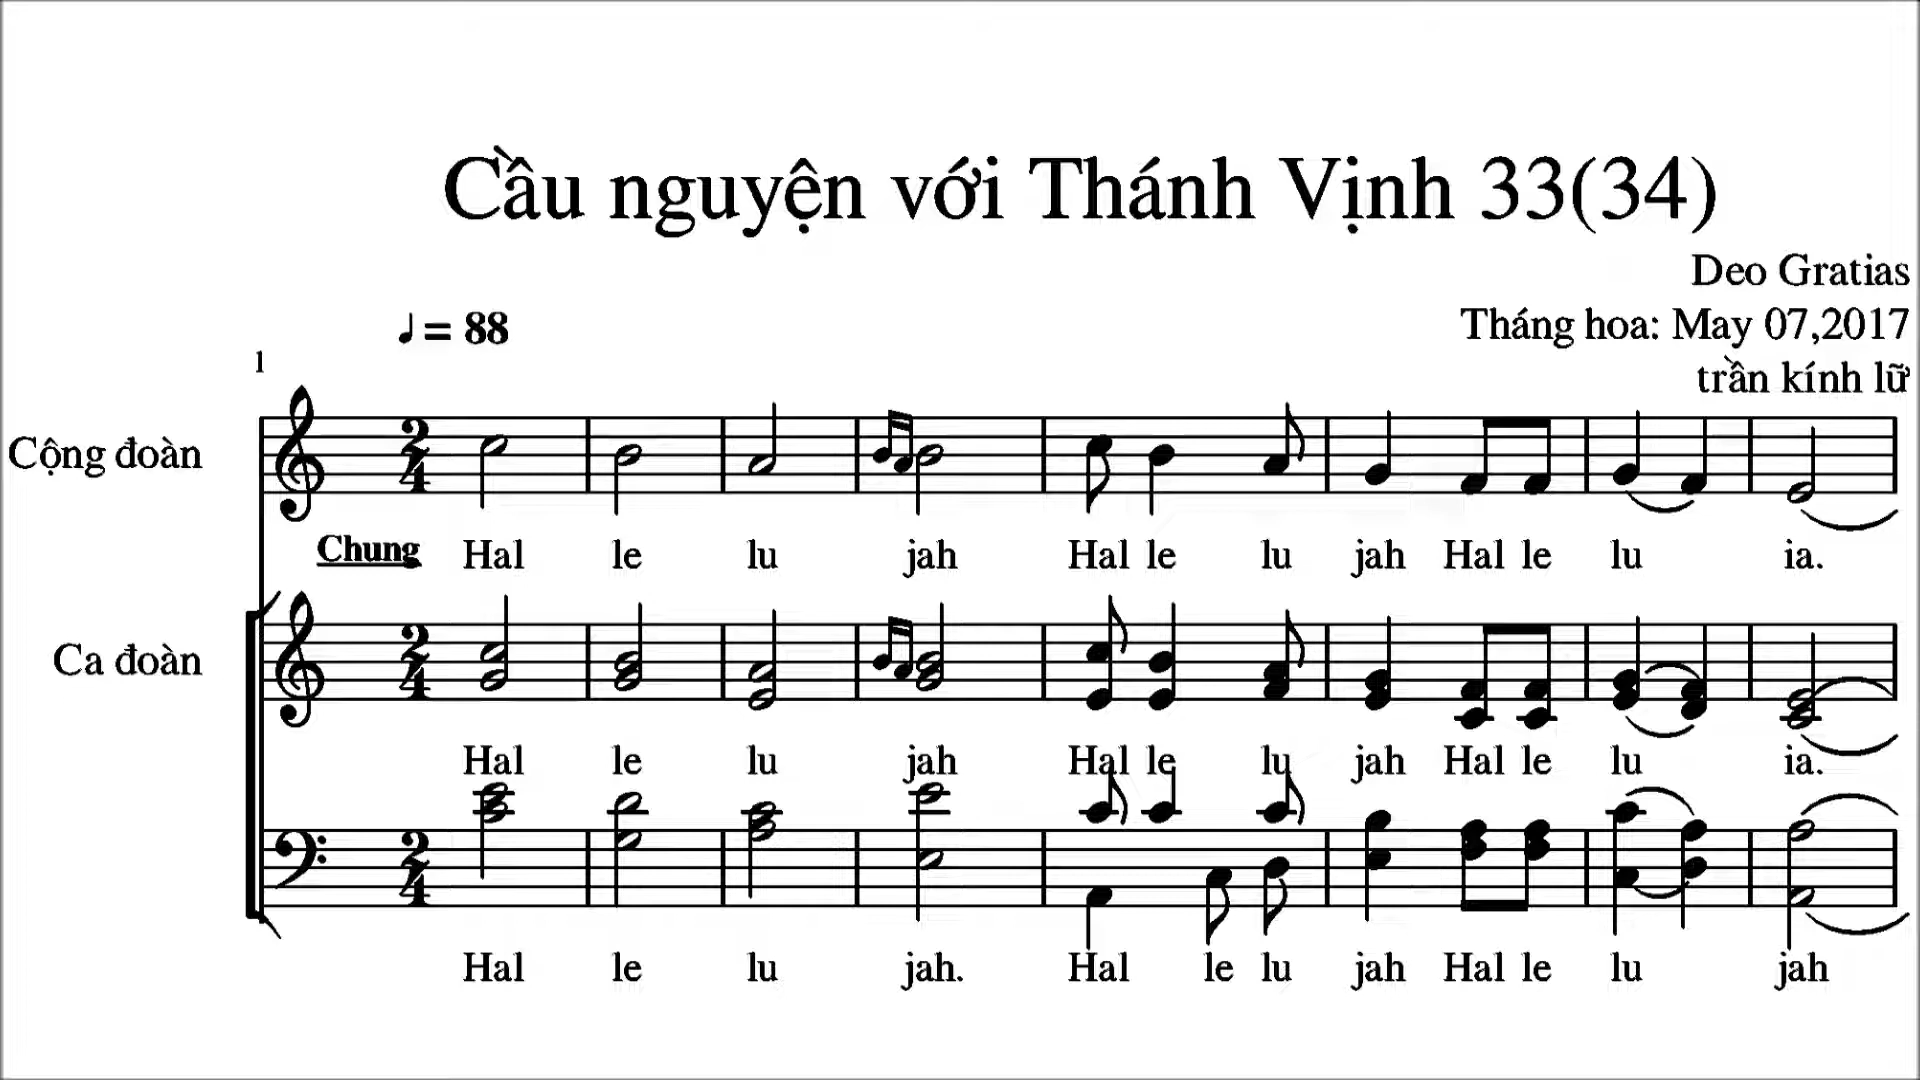 Cầu nguyện với Thánh Vịnh 33(34)
Deo Gratias
Tháng hoa: May 07,2017
trần kính lữ
♩ = 88
1
Cộng đoàn
Chung Hal le lu jah Hal le lu jah Hal le lu ia.
Ca đoàn
Hal le lu jah Hal le lu jah Hal le lu ia.
Hal le lu jah. Hal le lu jah Hal le lu jah